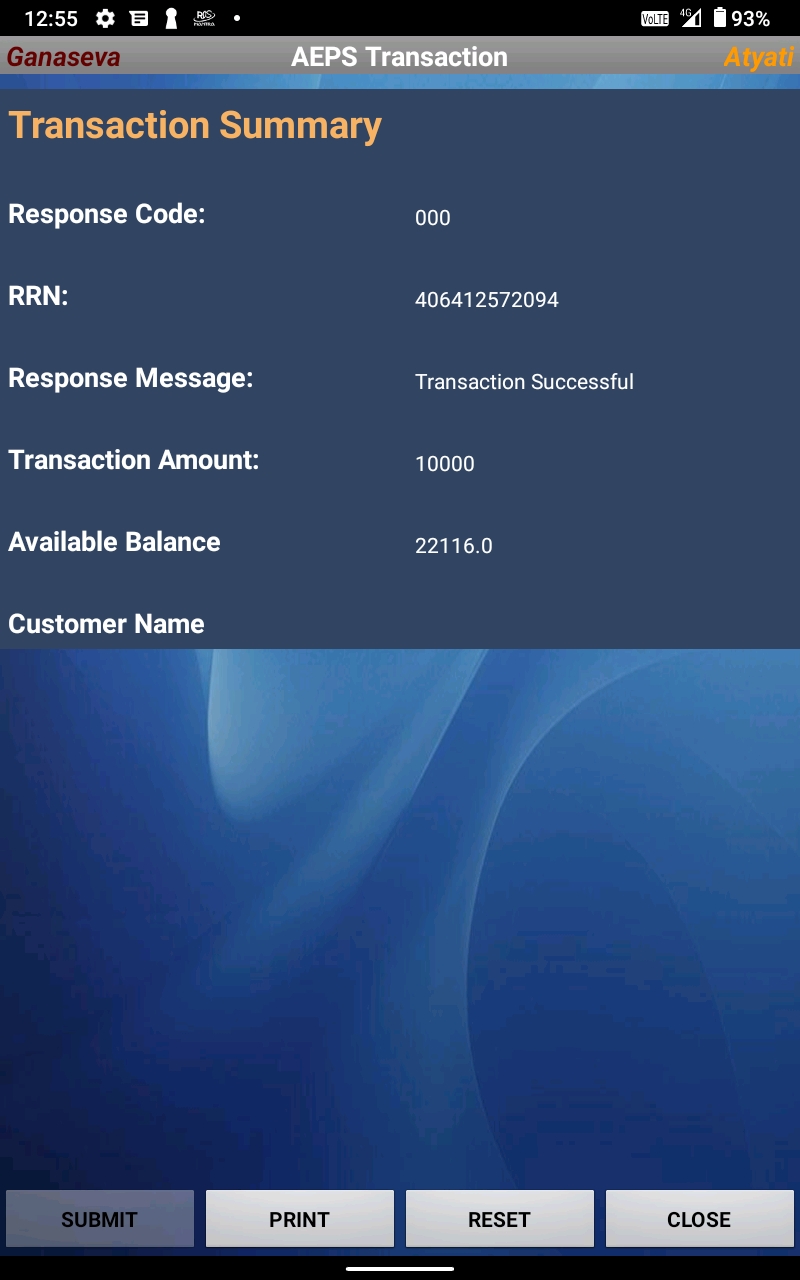 12:55 VoLTE 4G 93%
Ganaseva AEPS Transaction Atyati
Transaction Summary
Response Code: 000
RRN: 406412572094
Response Message: Transaction Successful
Transaction Amount: 10000
Available Balance 22116.0
Customer Name
SUBMIT PRINT RESET CLOSE